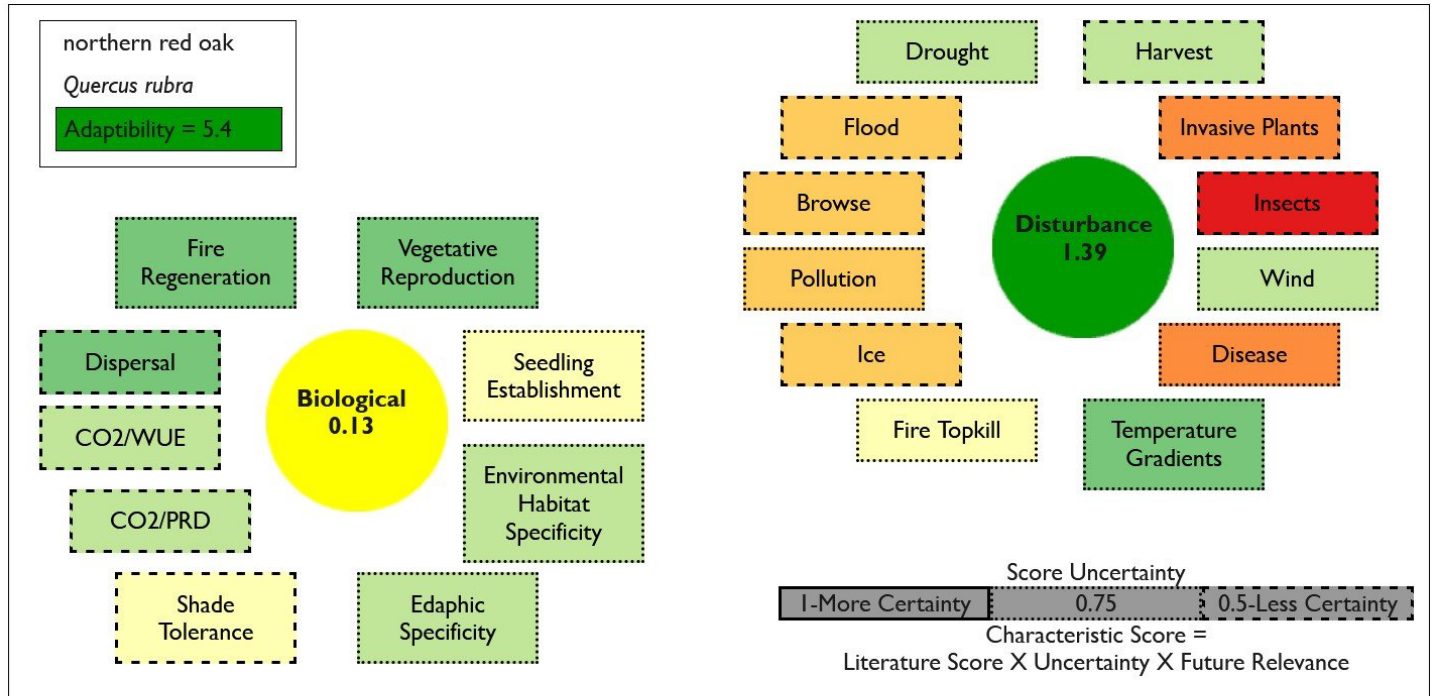 northern red oak
Quercus rubra
Adaptibility = 5.4
Fire
Regeneration
Vegetative
Reproduction
Dispersal
Seedling
Establishment
Biological
0.13
CO2/WUE
Environmental
Habitat
Specificity
CO2/PRD
Shade
Tolerance
Edaphic
Specificity
Drought
Harvest
Flood
Invasive Plants
Browse
Insects
Disturbance
1.39
Pollution
Wind
Ice
Disease
Fire Topkill
Temperature
Gradients
Score Uncertainty
1-More Certainty
0.75
0.5-Less Certainty
Characteristic Score =
Literature Score X Uncertainty X Future Relevance